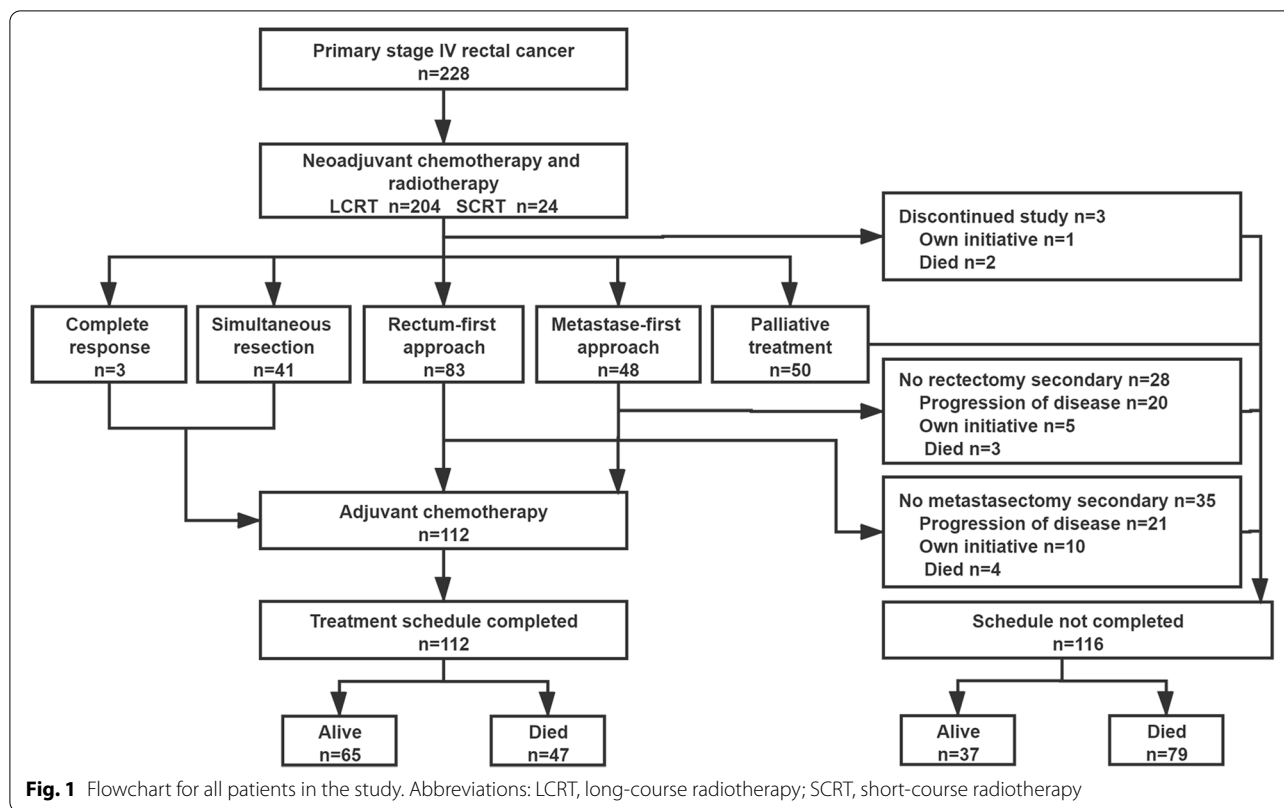 Primary stage IV rectal cancer
n=228
Neoadjuvant chemotherapy and
radiotherapy
LCRT n=204 SCRT n=24
Discontinued study n=3
Own initiative n=1
Died n=2
Complete
response
n=3
Simultaneous
resection
n=41
Rectum-first
approach
n=83
Metastase-first
approach
n=48
Palliative
treatment
n=50
No rectectomy secondary n=28
Progression of disease n=20
Own initiative n=5
Died n=3
No metastasectomy secondary n=35
Progression of disease n=21
Own initiative n=10
Died n=4
Adjuvant chemotherapy
n=112
Treatment schedule completed
n=112
Schedule not completed
n=116
Alive
n=65
Died
n=47
Alive
n=37
Died
n=79
Fig. 1 Flowchart for all patients in the study. Abbreviations: LCRT, long-course radiotherapy; SCRT, short-course radiotherapy